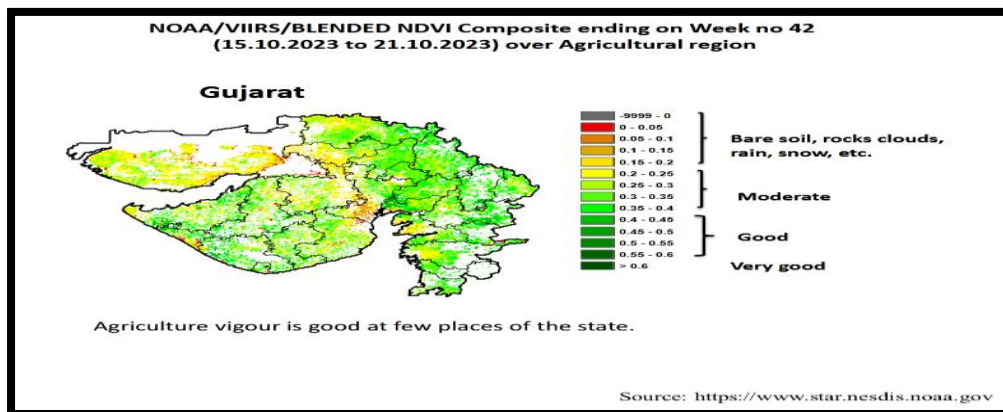 NOAA/VIIRS/BLENDED NDVI Composite ending on Week no 42
(15.10.2023 to 21.10.2023) over Agricultural region
Gujarat
-9999 - 0
0 - 0.05
0.05 - 0.1
0.1 - 0.15
0.15 - 0.2
0.2 - 0.25
0.25 - 0.3
0.3 - 0.35
0.35 - 0.4
0.4 - 0.45
0.45 - 0.5
0.5 - 0.55
0.55 - 0.6
> 0.6
Bare soil, rocks clouds,
rain, snow, etc.
Moderate
Good
Very good
Agriculture vigour is good at few places of the state.
Source: https://www.star.nesdis.noaa.gov